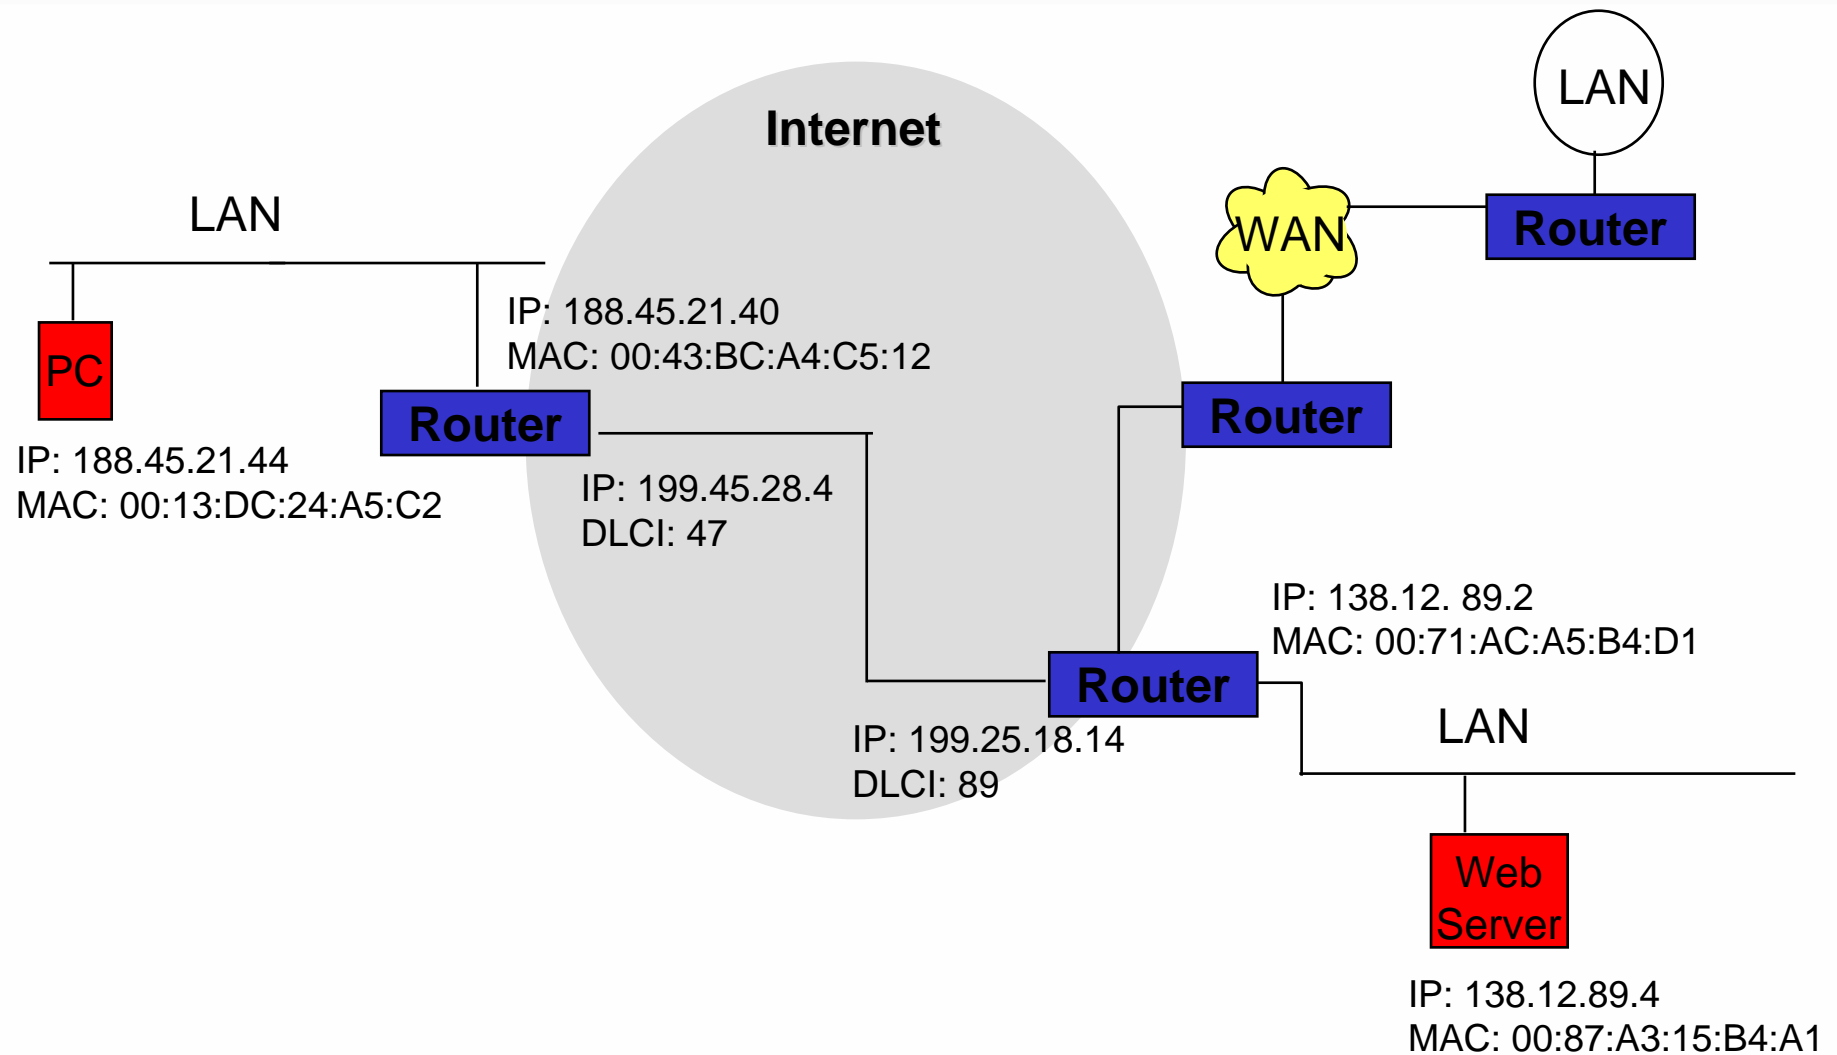 Internet
LAN
LAN
WAN
Router
IP: 188.45.21.40
MAC: 00:43:BC:A4:C5:12
PC
Router
Router
IP: 188.45.21.44
MAC: 00:13:DC:24:A5:C2
IP: 199.45.28.4
DLCI: 47
IP: 138.12. 89.2
MAC: 00:71:AC:A5:B4:D1
Router
IP: 199.25.18.14
DLCI: 89
LAN
Web
Server
IP: 138.12.89.4
MAC: 00:87:A3:15:B4:A1